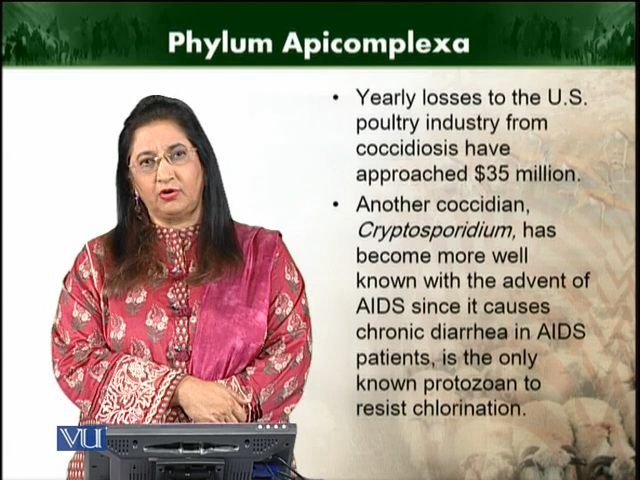 Phylum Apicomplexa
• Yearly losses to the U.S.
poultry industry from
coccidiosis have
approached $35 million.
• Another coccidian,
Cryptosporidium, has
become more well
known with the advent of
AIDS since it causes
chronic diarrhea in AIDS
patients, is the only
known protozoan to
resist chlorination.
VU